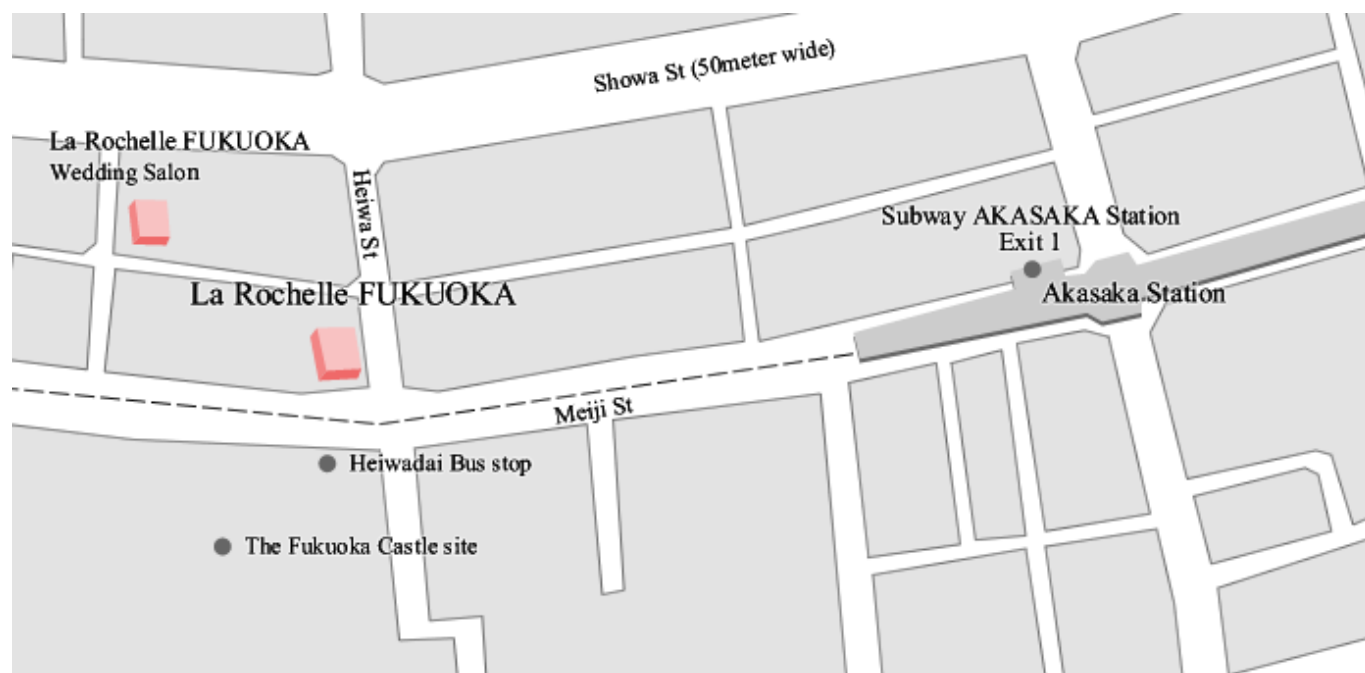 Showa St (50meter wide)
La Rochelle FUKUOKA
Wedding Salon
Heiwa St
Subway AKASAKA Station
Exit 1
La Rochelle FUKUOKA
Akasaka Station
Meiji St
Heiwadai Bus stop
The Fukuoka Castle site